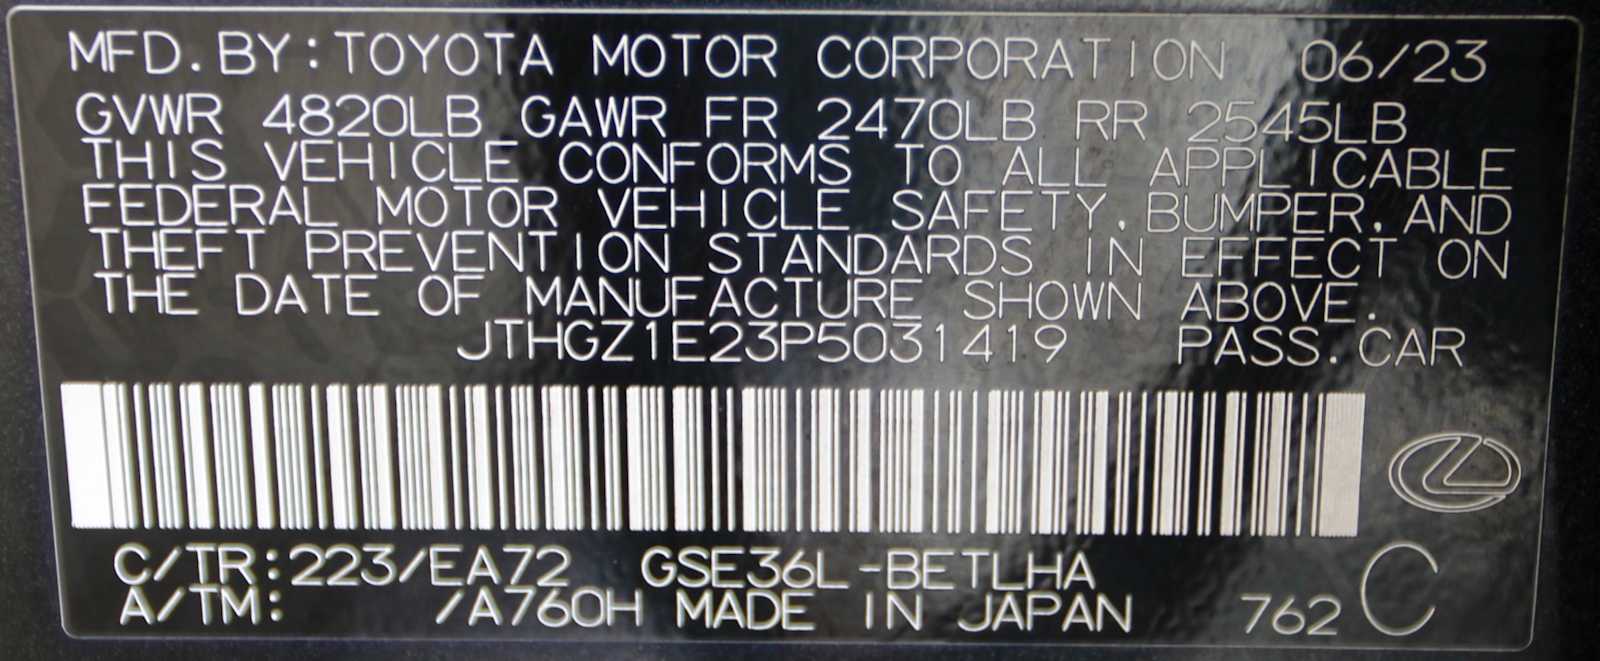 MFD. BY: TOYOTA MOTOR CORPORATION 06/23
GVWR 4820LB GAWR FR 2470LB RR 2545LB
THIS VEHICLE CONFORMS TO ALL APPLICABLE
FEDERAL MOTOR VEHICLE SAFETY, BUMPER, AND
THEFT PREVENTION STANDARDS IN EFFECT ON
THE DATE OF MANUFACTURE SHOWN ABOVE.
JTHGZ1E23P5031419 PASS. CAR
C/TR:223/EA72 GSE36L-BETLHA C
A/TM: /A760H MADE IN JAPAN 762